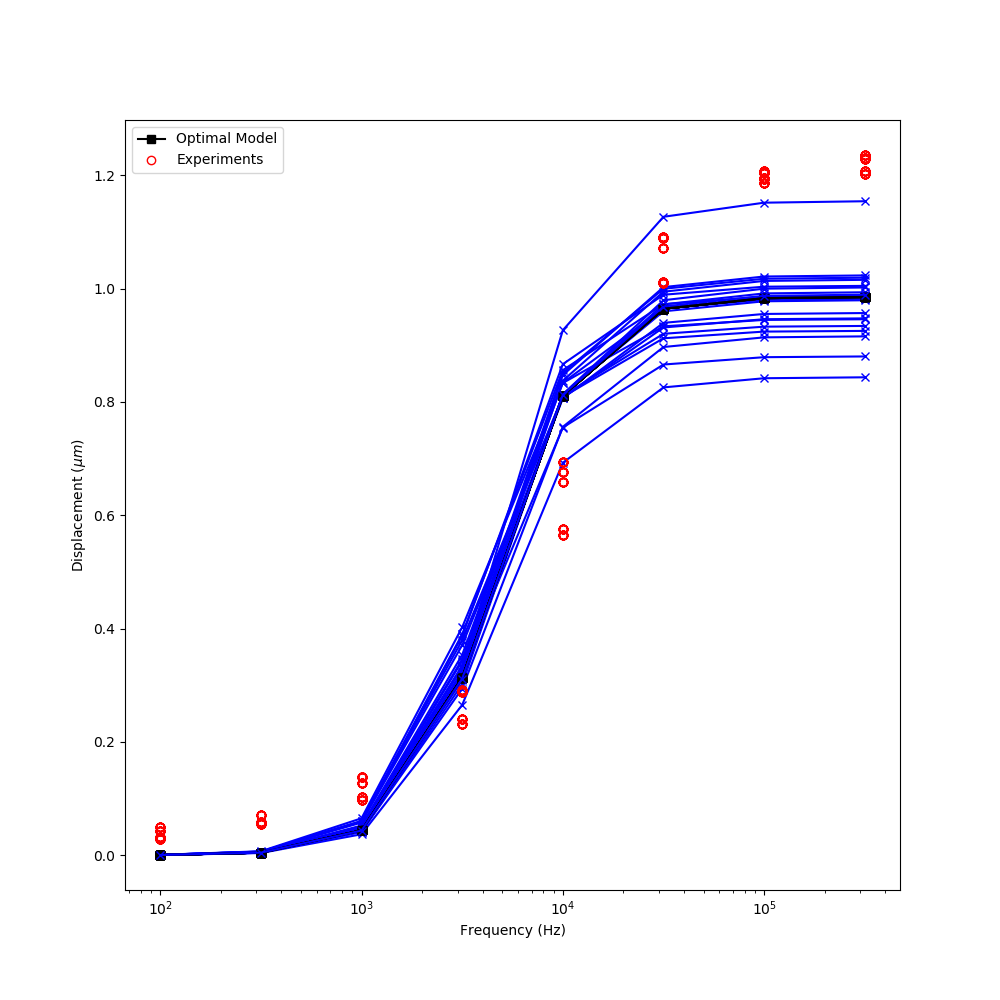 Optimal Model
Experiments
1.2
1.0
0.8
0.6
0.4
0.2
0.0
Displacement (μm)
10²
10³
10⁴
10⁵
Frequency (Hz)